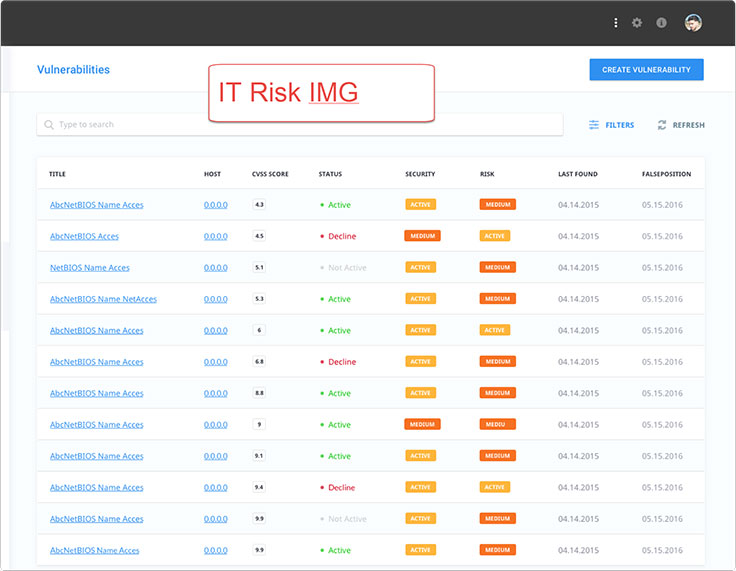 Vulnerabilities
CREATE VULNERABILITY
IT Risk IMG
Type to search
FILTERS
REFRESH
TITLE HOST CVSS SCORE STATUS SECURITY RISK LAST FOUND FALSEPOSITION
AbcNetBIOS Name Acces 0.0.0.0 4.3 Active ACTIVE MEDIUM 04.14.2015 05.15.2016
AbcNetBIOS Acces 0.0.0.0 4.5 Decline MEDIUM ACTIVE 04.14.2015 05.15.2016
NetBIOS Name Acces 0.0.0.0 5.1 Not Active ACTIVE MEDIUM 04.14.2015 05.15.2016
AbcNetBIOS Name NetAcces 0.0.0.0 5.3 Active ACTIVE MEDIUM 04.14.2015 05.15.2016
AbcNetBIOS Name Acces 0.0.0.0 6 Active ACTIVE ACTIVE 04.14.2015 05.15.2016
AbcNetBIOS Name Acces 0.0.0.0 6.8 Decline ACTIVE MEDIUM 04.14.2015 05.15.2016
AbcNetBIOS Name Acces 0.0.0.0 8.8 Active ACTIVE MEDIUM 04.14.2015 05.15.2016
AbcNetBIOS Name Acces 0.0.0.0 9 Active MEDIUM MEDIU 04.14.2015 05.15.2016
AbcNetBIOS Name Acces 0.0.0.0 9.1 Active ACTIVE MEDIUM 04.14.2015 05.15.2016
AbcNetBIOS Name Acces 0.0.0.0 9.4 Decline ACTIVE ACTIVE 04.14.2015 05.15.2016
AbcNetBIOS Name Acces 0.0.0.0 9.9 Not Active ACTIVE MEDIUM 04.14.2015 05.15.2016
AbcNetBIOS Nam Acces 0.0.0.0 9.9 Active ACTIVE MEDIUM 04.14.2015 05.15.2016